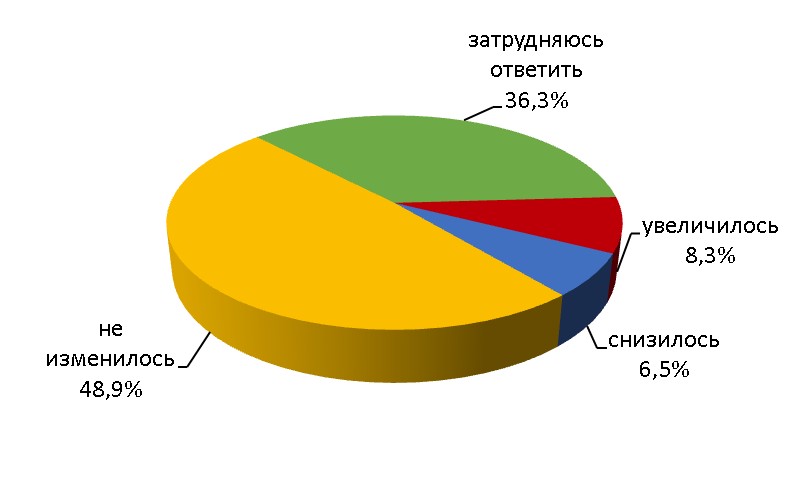 затрудняюсь
ответить
36,3%
увеличилось
8,3%
снизилось
6,5%
не
изменилось
48,9%